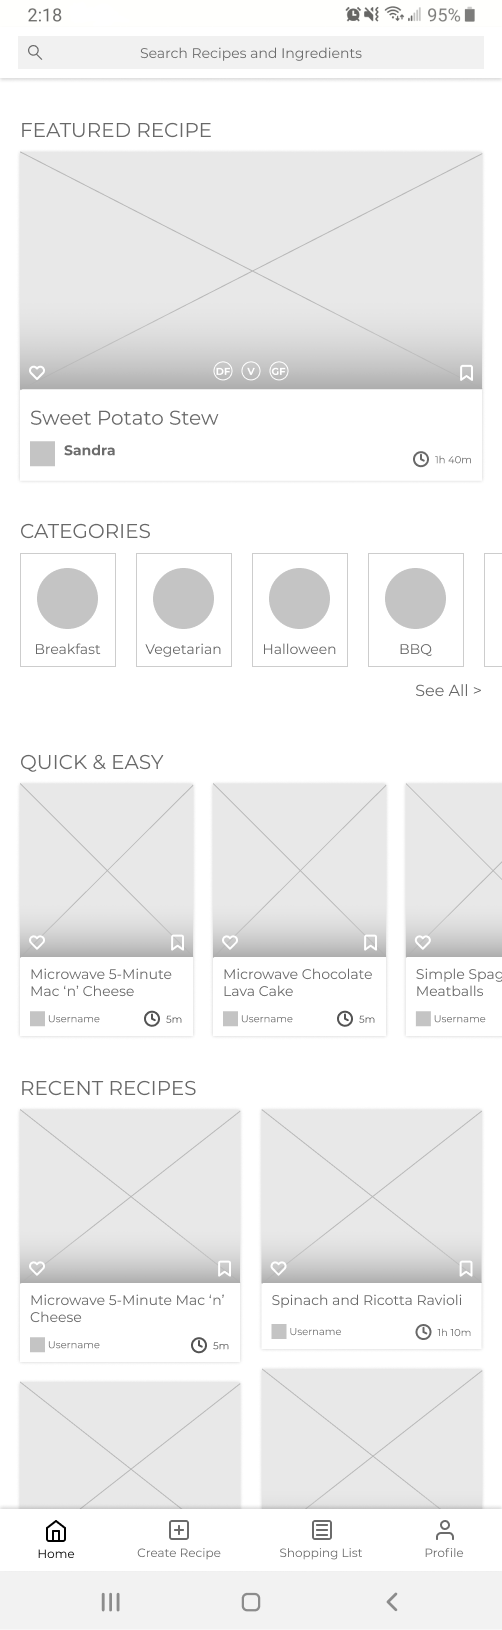 2:18
95%
Search Recipes and Ingredients
FEATURED RECIPE
DF V GF
Sweet Potato Stew
Sandra
1h 40m
CATEGORIES
Breakfast Vegetarian Halloween BBQ
See All >
QUICK & EASY
Microwave 5-Minute
Mac ‘n’ Cheese
Username 5m
Microwave Chocolate
Lava Cake
Username 5m
Simple Spag
Meatballs
Username
RECENT RECIPES
Microwave 5-Minute Mac ‘n’
Cheese
Username 5m
Spinach and Ricotta Ravioli
Username 1h 10m
Home Create Recipe Shopping List Profile